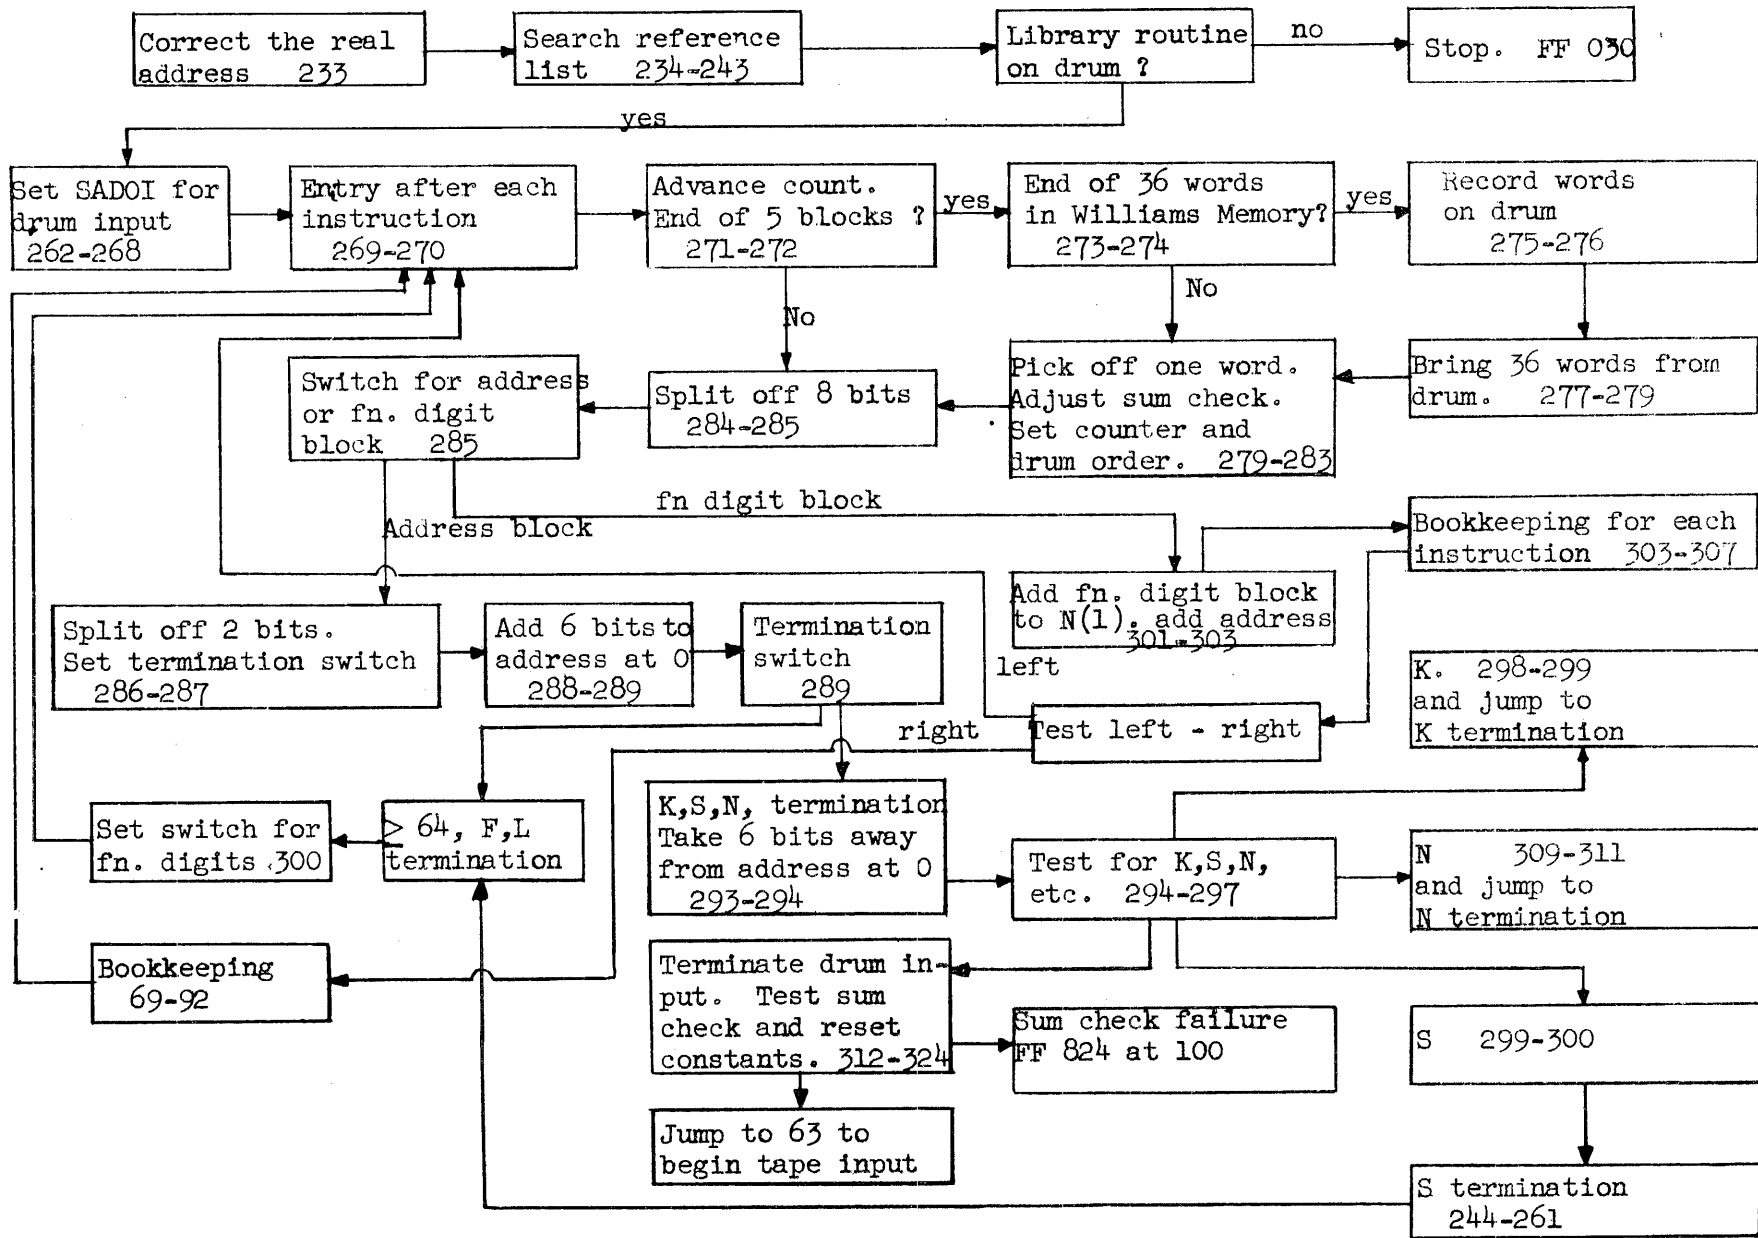 Correct the real
address 233
Search reference
list 234-243
Library routine
on drum ?
no
Stop. FF 030
yes
Set SADOI for
drum input
262-268
Entry after each
instruction
269-270
Advance count.
End of 5 blocks ?
271-272
yes
End of 36 words
in Williams Memory?
273-274
yes
Record words
on drum
275-276
No
No
Switch for address
or fn. digit
block 285
Split off 8 bits
284-285
Pick off one word.
Adjust sum check.
Set counter and
drum order. 279-283
Bring 36 words from
drum. 277-279
fn digit block
Address block
Bookkeeping for each
instruction 303-307
Add fn. digit block
to N(1). add address
301-303
Split off 2 bits.
Set termination switch
286-287
Add 6 bits to
address at 0
288-289
Termination
switch
289
left
right
Test left - right
K. 298-299
and jump to
K termination
Set switch for
fn. digits 300
≥ 64, F,L
termination
K,S,N, termination
Take 6 bits away
from address at 0
293-294
Test for K,S,N,
etc. 294-297
N 309-311
and jump to
N termination
Bookkeeping
69-92
Terminate drum in-
put. Test sum
check and reset
constants. 312-324
Sum check failure
FF 824 at 100
S 299-300
Jump to 63 to
begin tape input
S termination
244-261